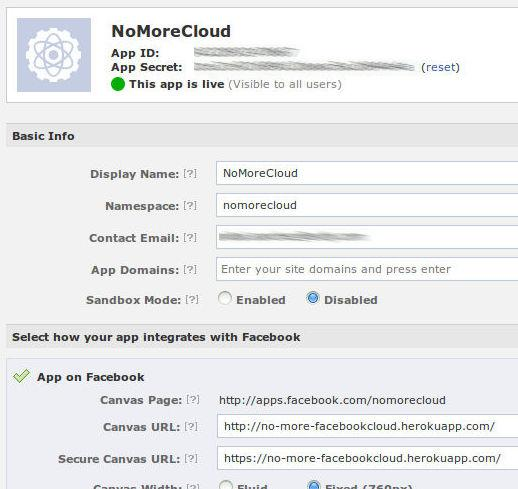 NoMoreCloud
App ID:
App Secret: (reset)
This app is live (Visible to all users)
Basic Info
Display Name: [?] NoMoreCloud
Namespace: [?] nomorecloud
Contact Email: [?]
App Domains: [?] Enter your site domains and press enter
Sandbox Mode: [?] Enabled Disabled
Select how your app integrates with Facebook
App on Facebook
Canvas Page: [?] http://apps.facebook.com/nomorecloud
Canvas URL: [?] http://no-more-facebookcloud.herokuapp.com/
Secure Canvas URL: [?] https://no-more-facebookcloud.herokuapp.com/
Canvas Width: [?] Fluid Fixed (760px)